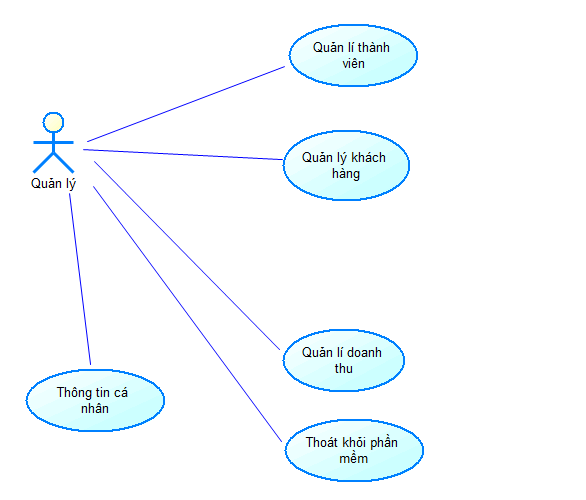 Quản lí thành
viên
Quản lý khách
hàng
Quản lý
Quản lí doanh
thu
Thông tin cá
nhân
Thoát khỏi phần
mềm